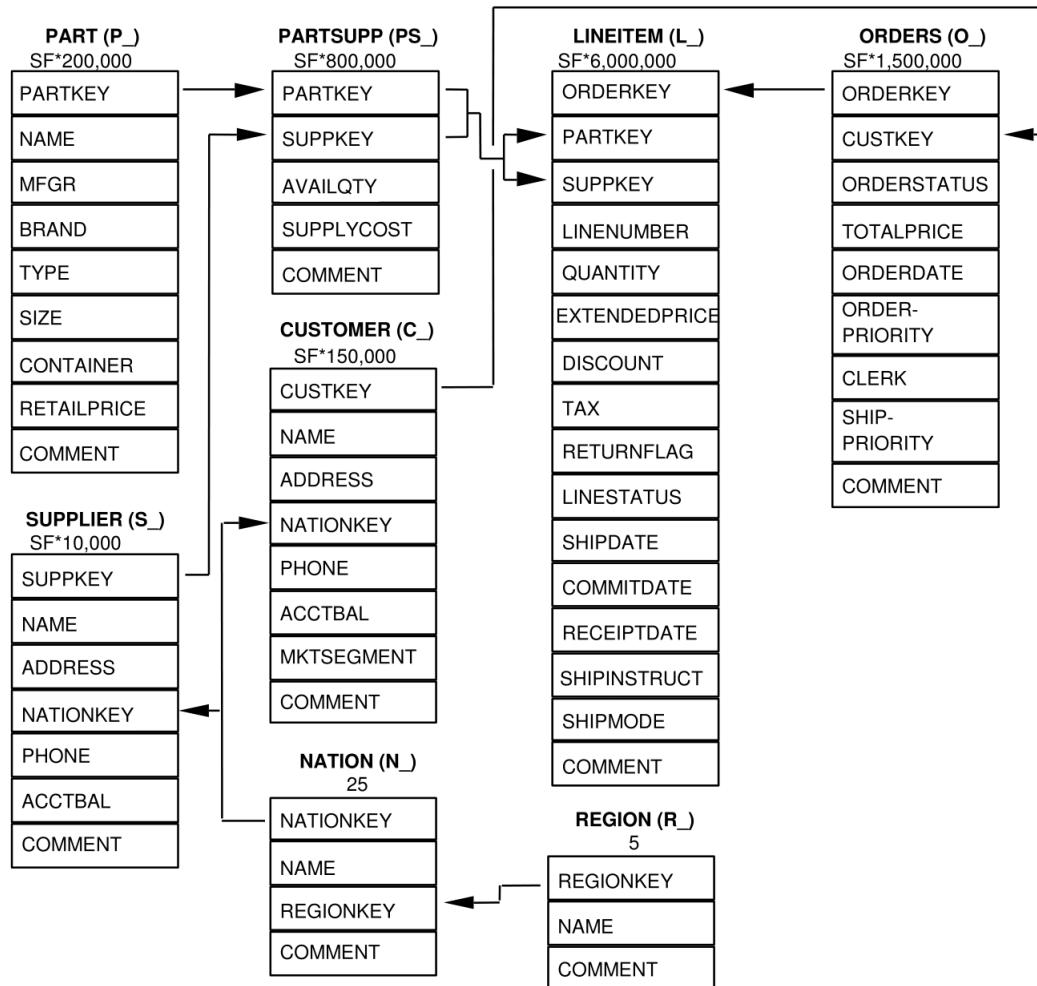 PART (P_)
SF*200,000
PARTKEY
NAME
MFGR
BRAND
TYPE
SIZE
CONTAINER
RETAILPRICE
COMMENT
SUPPLIER (S_)
SF*10,000
SUPPKEY
NAME
ADDRESS
NATIONKEY
PHONE
ACCTBAL
COMMENT
PARTSUPP (PS_)
SF*800,000
PARTKEY
SUPPKEY
AVAILQTY
SUPPLYCOST
COMMENT
CUSTOMER (C_)
SF*150,000
CUSTKEY
NAME
ADDRESS
NATIONKEY
PHONE
ACCTBAL
MKTSEGMENT
COMMENT
NATION (N_)
25
NATIONKEY
NAME
REGIONKEY
COMMENT
LINEITEM (L_)
SF*6,000,000
ORDERKEY
PARTKEY
SUPPKEY
LINENUMBER
QUANTITY
EXTENDEDPRICE
DISCOUNT
TAX
RETURNFLAG
LINESTATUS
SHIPDATE
COMMITDATE
RECEIPTDATE
SHIPINSTRUCT
SHIPMODE
COMMENT
REGION (R_)
5
REGIONKEY
NAME
COMMENT
ORDERS (O_)
SF*1,500,000
ORDERKEY
CUSTKEY
ORDERSTATUS
TOTALPRICE
ORDERDATE
ORDER-
PRIORITY
CLERK
SHIP-
PRIORITY
COMMENT